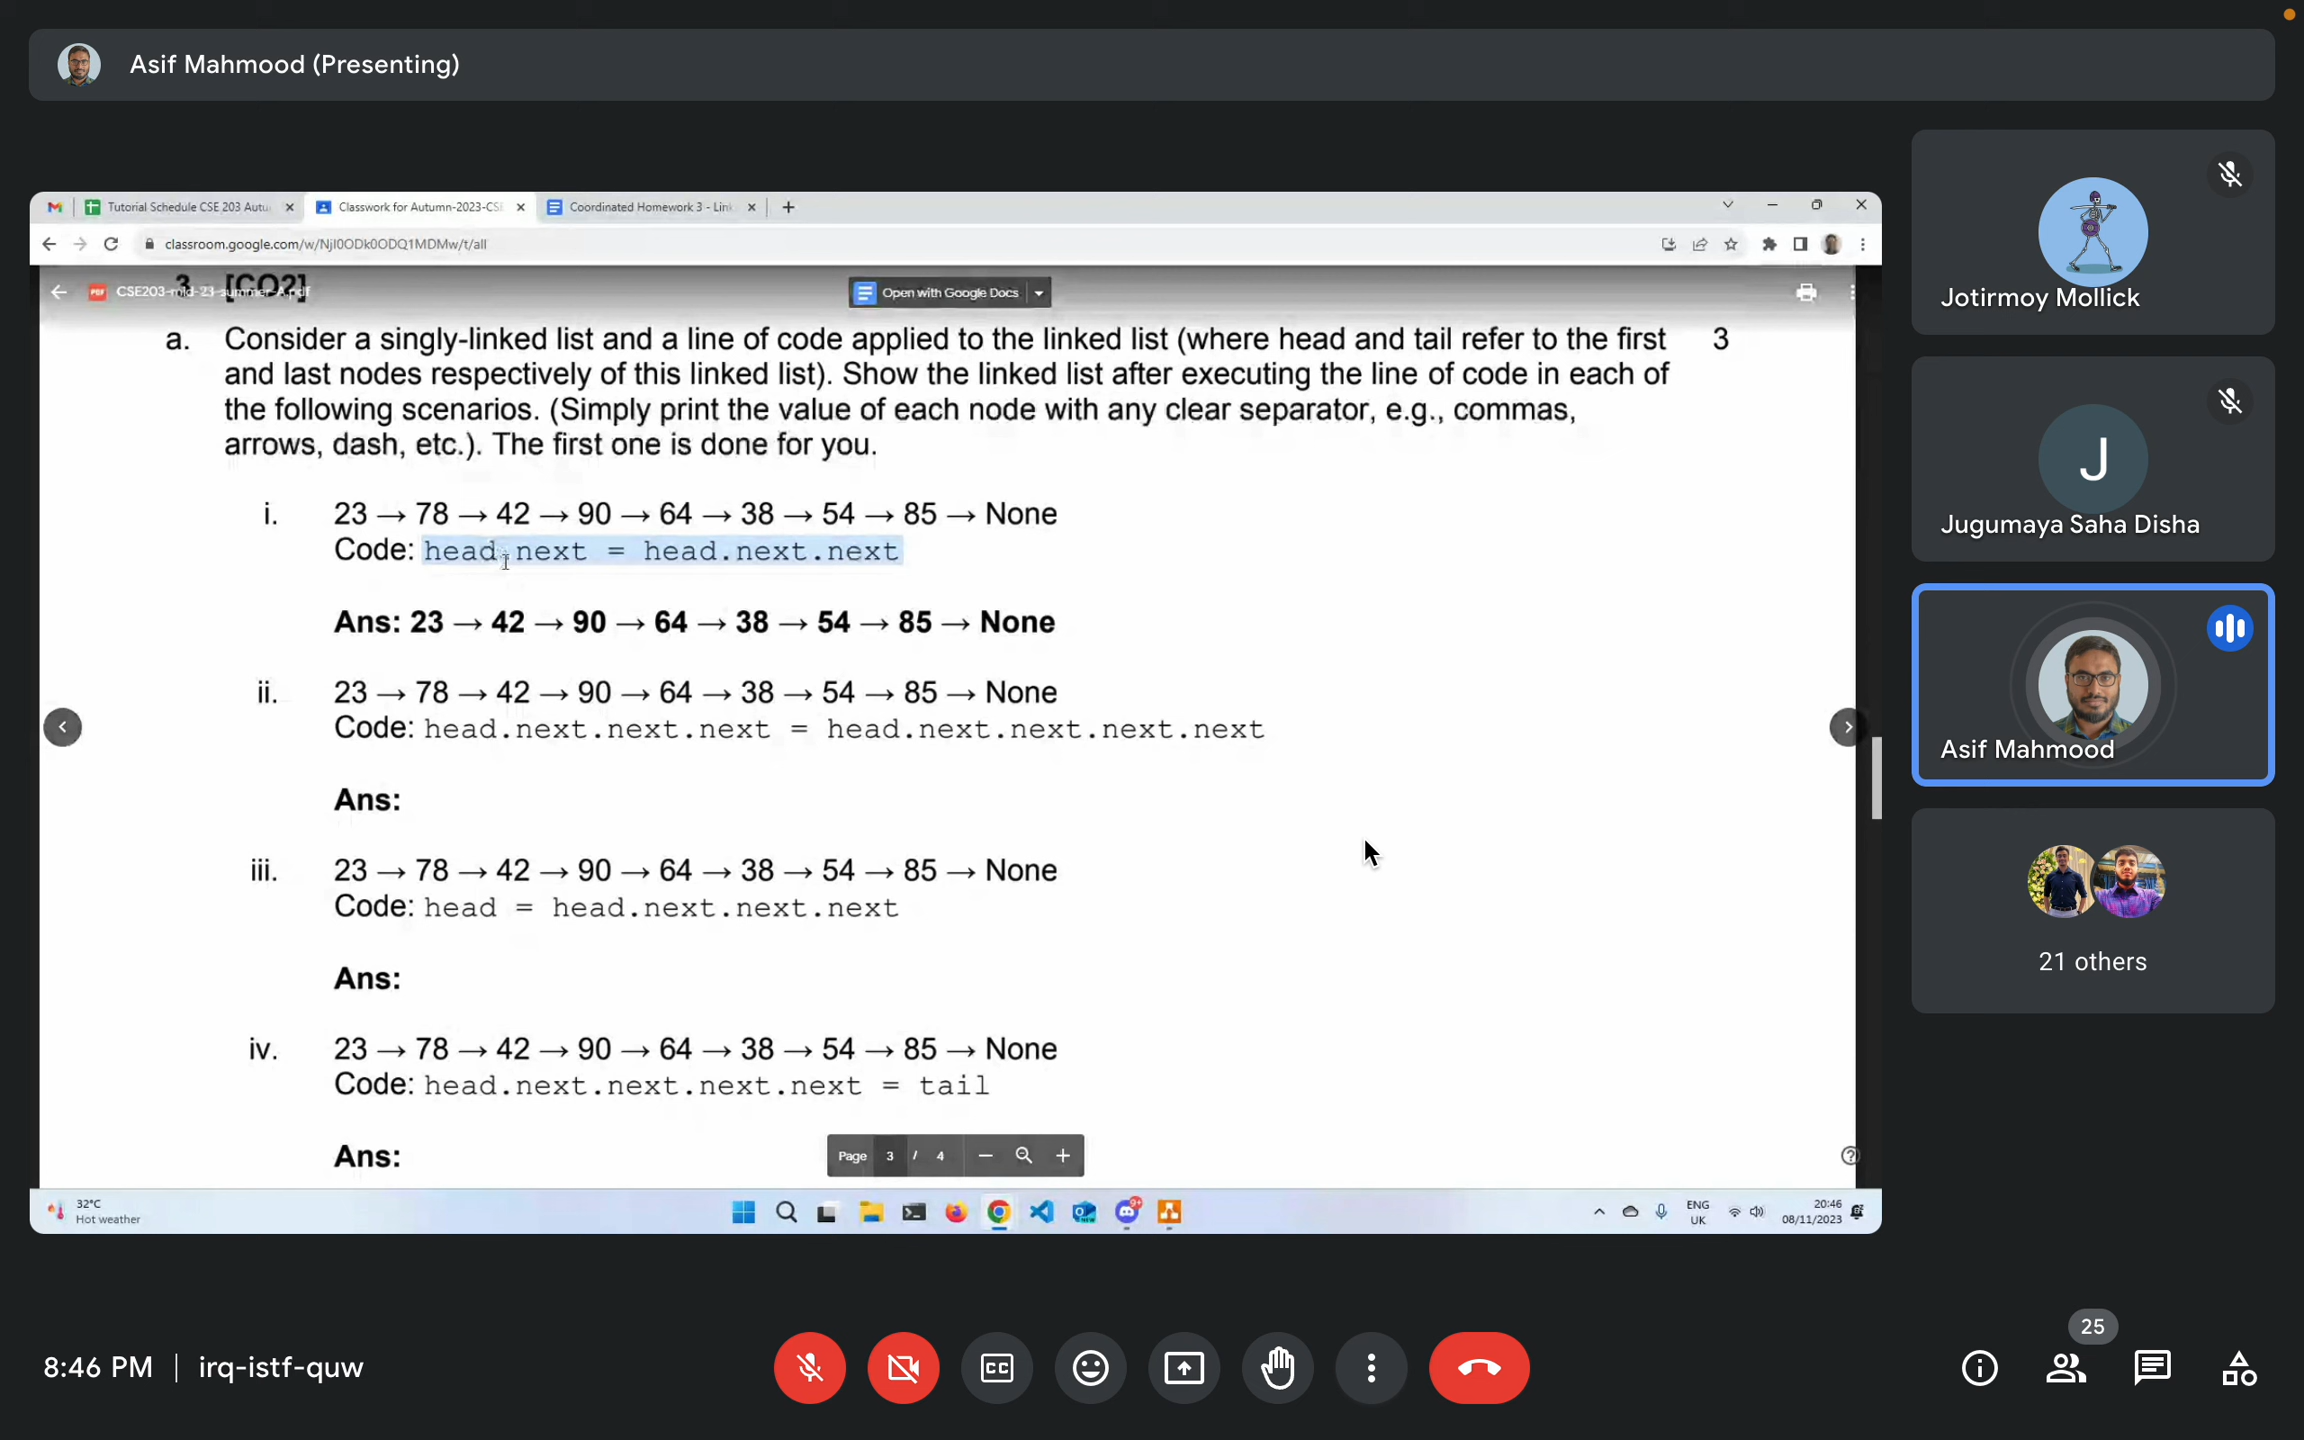 Asif Mahmood (Presenting)
Tutorial Schedule CSE 203 Autu
Classwork for Autumn-2023-CS
Coordinated Homework 3 - Link
classroom.google.com/w/NjI0ODk0ODQ1MDMw/t/all
3. [CO2]
CSE203-mid-23-summer-A.pdf
Open with Google Docs
a. Consider a singly-linked list and a line of code applied to the linked list (where head and tail refer to the first 3
and last nodes respectively of this linked list). Show the linked list after executing the line of code in each of
the following scenarios. (Simply print the value of each node with any clear separator, e.g., commas,
arrows, dash, etc.). The first one is done for you.
i. 23 → 78 → 42 → 90 → 64 → 38 → 54 → 85 → None
Code: head.next = head.next.next
Ans: 23 → 42 → 90 → 64 → 38 → 54 → 85 → None
ii. 23 → 78 → 42 → 90 → 64 → 38 → 54 → 85 → None
Code: head.next.next.next = head.next.next.next.next
Ans:
iii. 23 → 78 → 42 → 90 → 64 → 38 → 54 → 85 → None
Code: head = head.next.next.next
Ans:
iv. 23 → 78 → 42 → 90 → 64 → 38 → 54 → 85 → None
Code: head.next.next.next.next = tail
Ans:
Page 3 / 4
32°C
Hot weather
ENG
UK
20:46
08/11/2023
Jotirmoy Mollick
J
Jugumaya Saha Disha
Asif Mahmood
21 others
8:46 PM | irq-istf-quw
CC
25